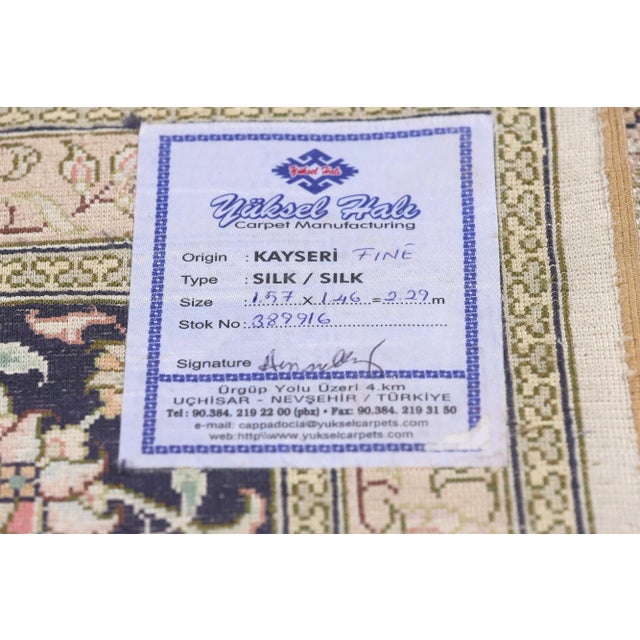 Yüksel Halı
Yüksel Halı
Carpet Manufacturing
Origin : KAYSERİ FINE
Type : SILK / SILK
Size : 1.57 x 1.46 = 2.29 m
Stok No : 389916
Signature
Ürgüp Yolu Üzeri 4.km
UÇHİSAR - NEVŞEHİR / TÜRKİYE
Tel : 90.384. 219 22 00 (pbx) • Fax: 90.384. 219 31 50
e-mail: cappadocia@yukselcarpets.com
web:http\\www.yukselcarpets.com